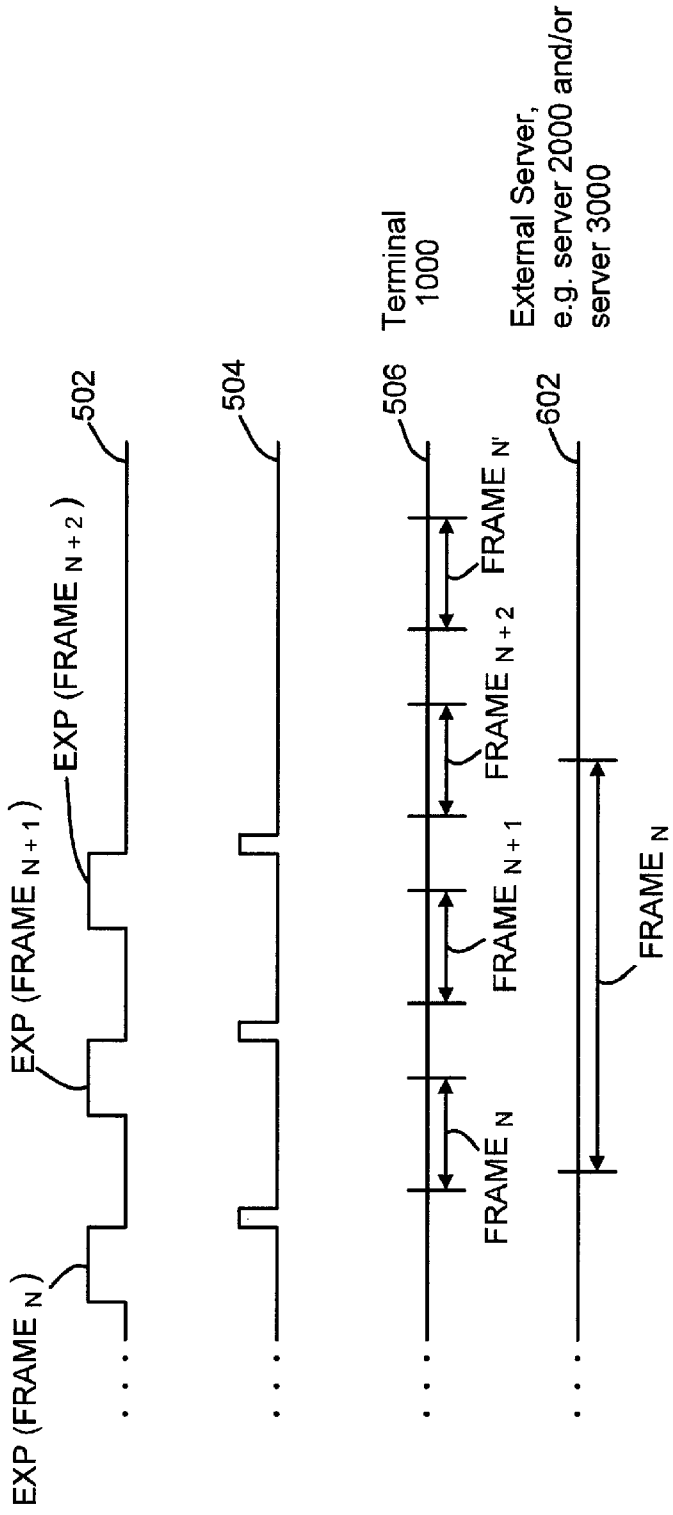 EXP (FRAME N)
EXP (FRAME N + 1)
EXP (FRAME N + 2)
502
504
506
Terminal
1000
FRAME N
FRAME N + 1
FRAME N + 2
FRAME N'
602
External Server,
e.g. server 2000 and/or
server 3000
FRAME N